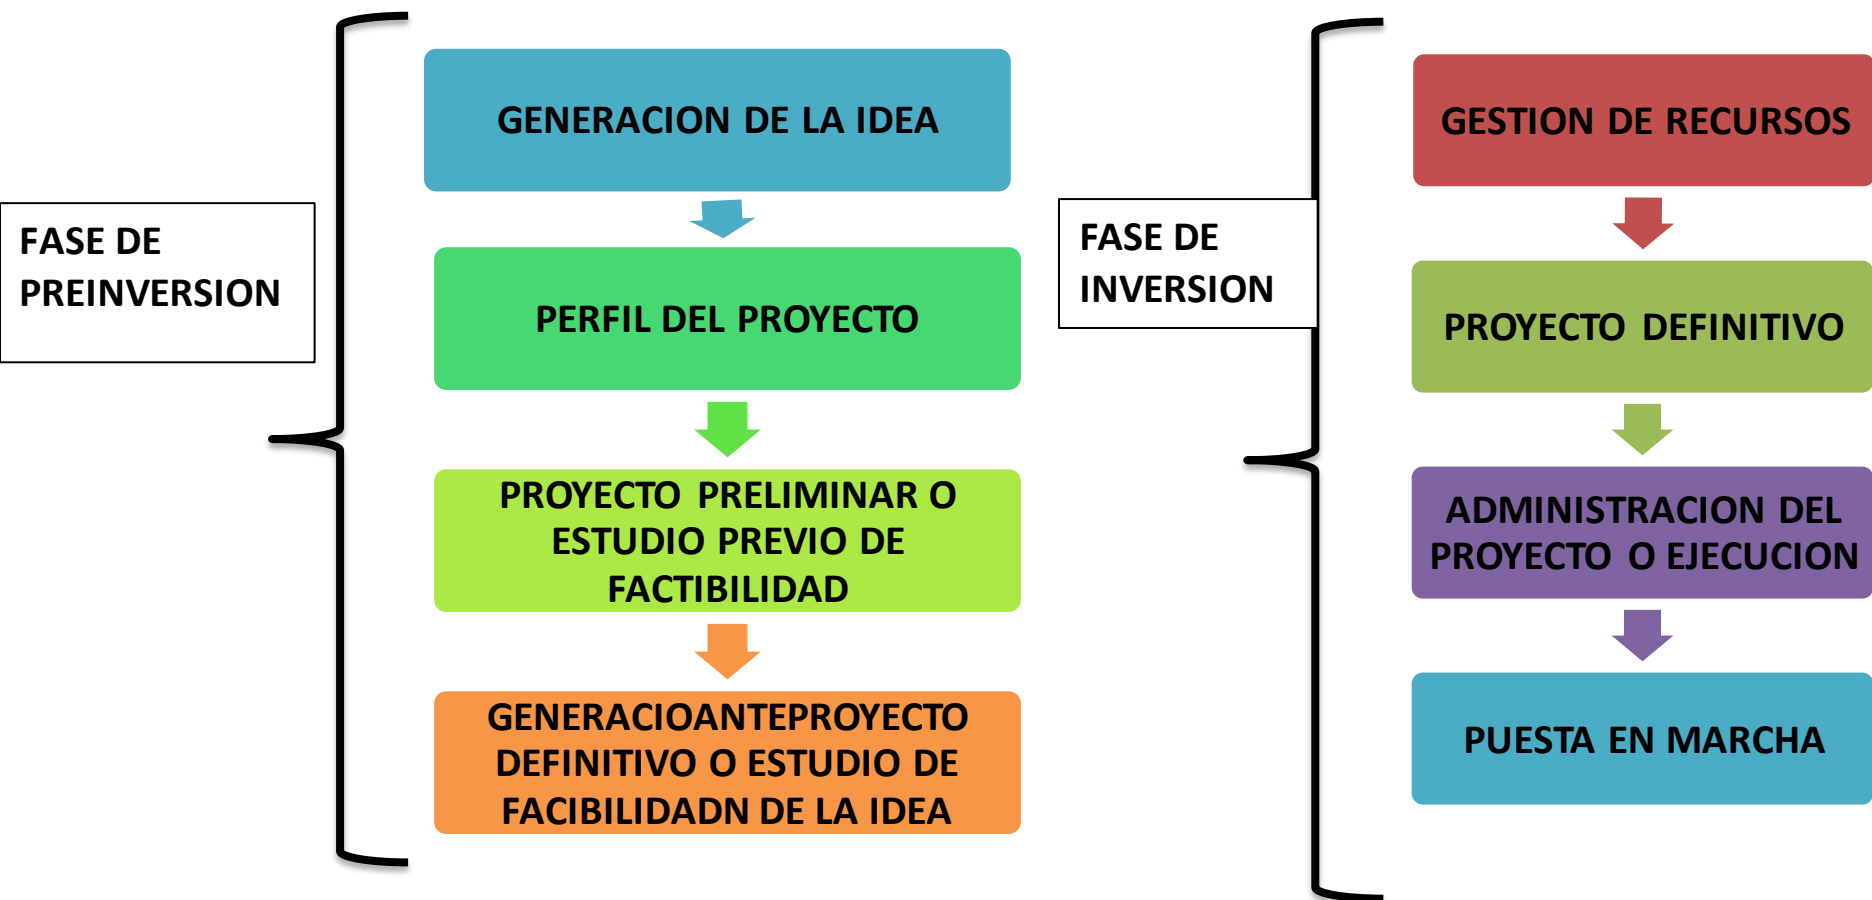 FASE DE
PREINVERSION
GENERACION DE LA IDEA
PERFIL DEL PROYECTO
PROYECTO PRELIMINAR O
ESTUDIO PREVIO DE
FACTIBILIDAD
GENERACIOANTEPROYECTO
DEFINITIVO O ESTUDIO DE
FACIBILIDADN DE LA IDEA
FASE DE
INVERSION
GESTION DE RECURSOS
PROYECTO DEFINITIVO
ADMINISTRACION DEL
PROYECTO O EJECUCION
PUESTA EN MARCHA